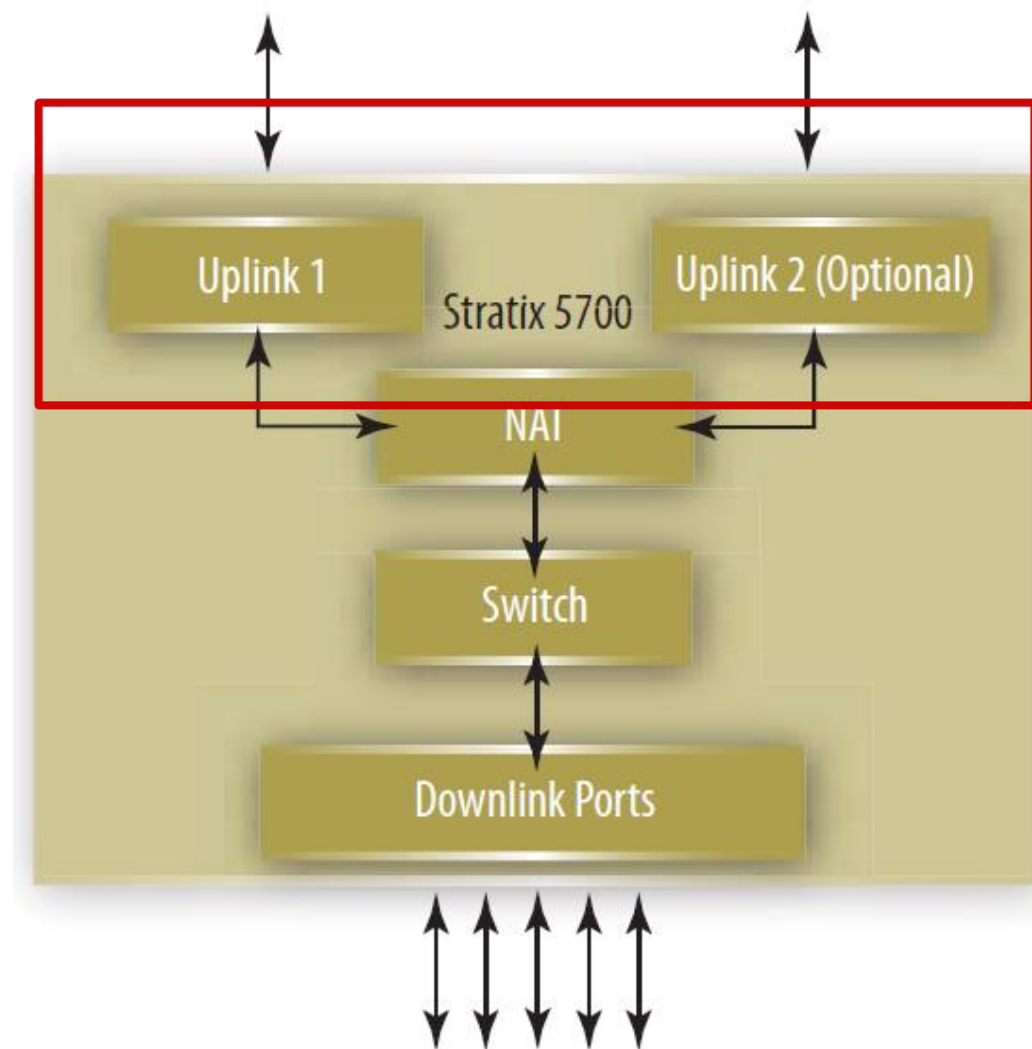 Uplink 1
Uplink 2 (Optional)
Stratix 5700
NAT
Switch
Downlink Ports